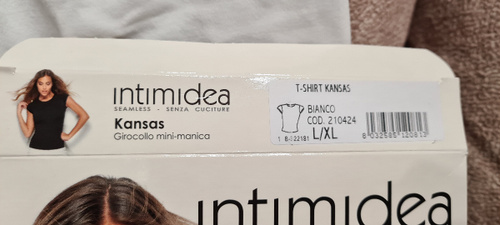 intimidea
SEAMLESS - SENZA CUCITURE
Kansas
Girocollo mini-manica
T-SHIRT KANSAS
BIANCO
COD. 210424
L/XL
intimidea